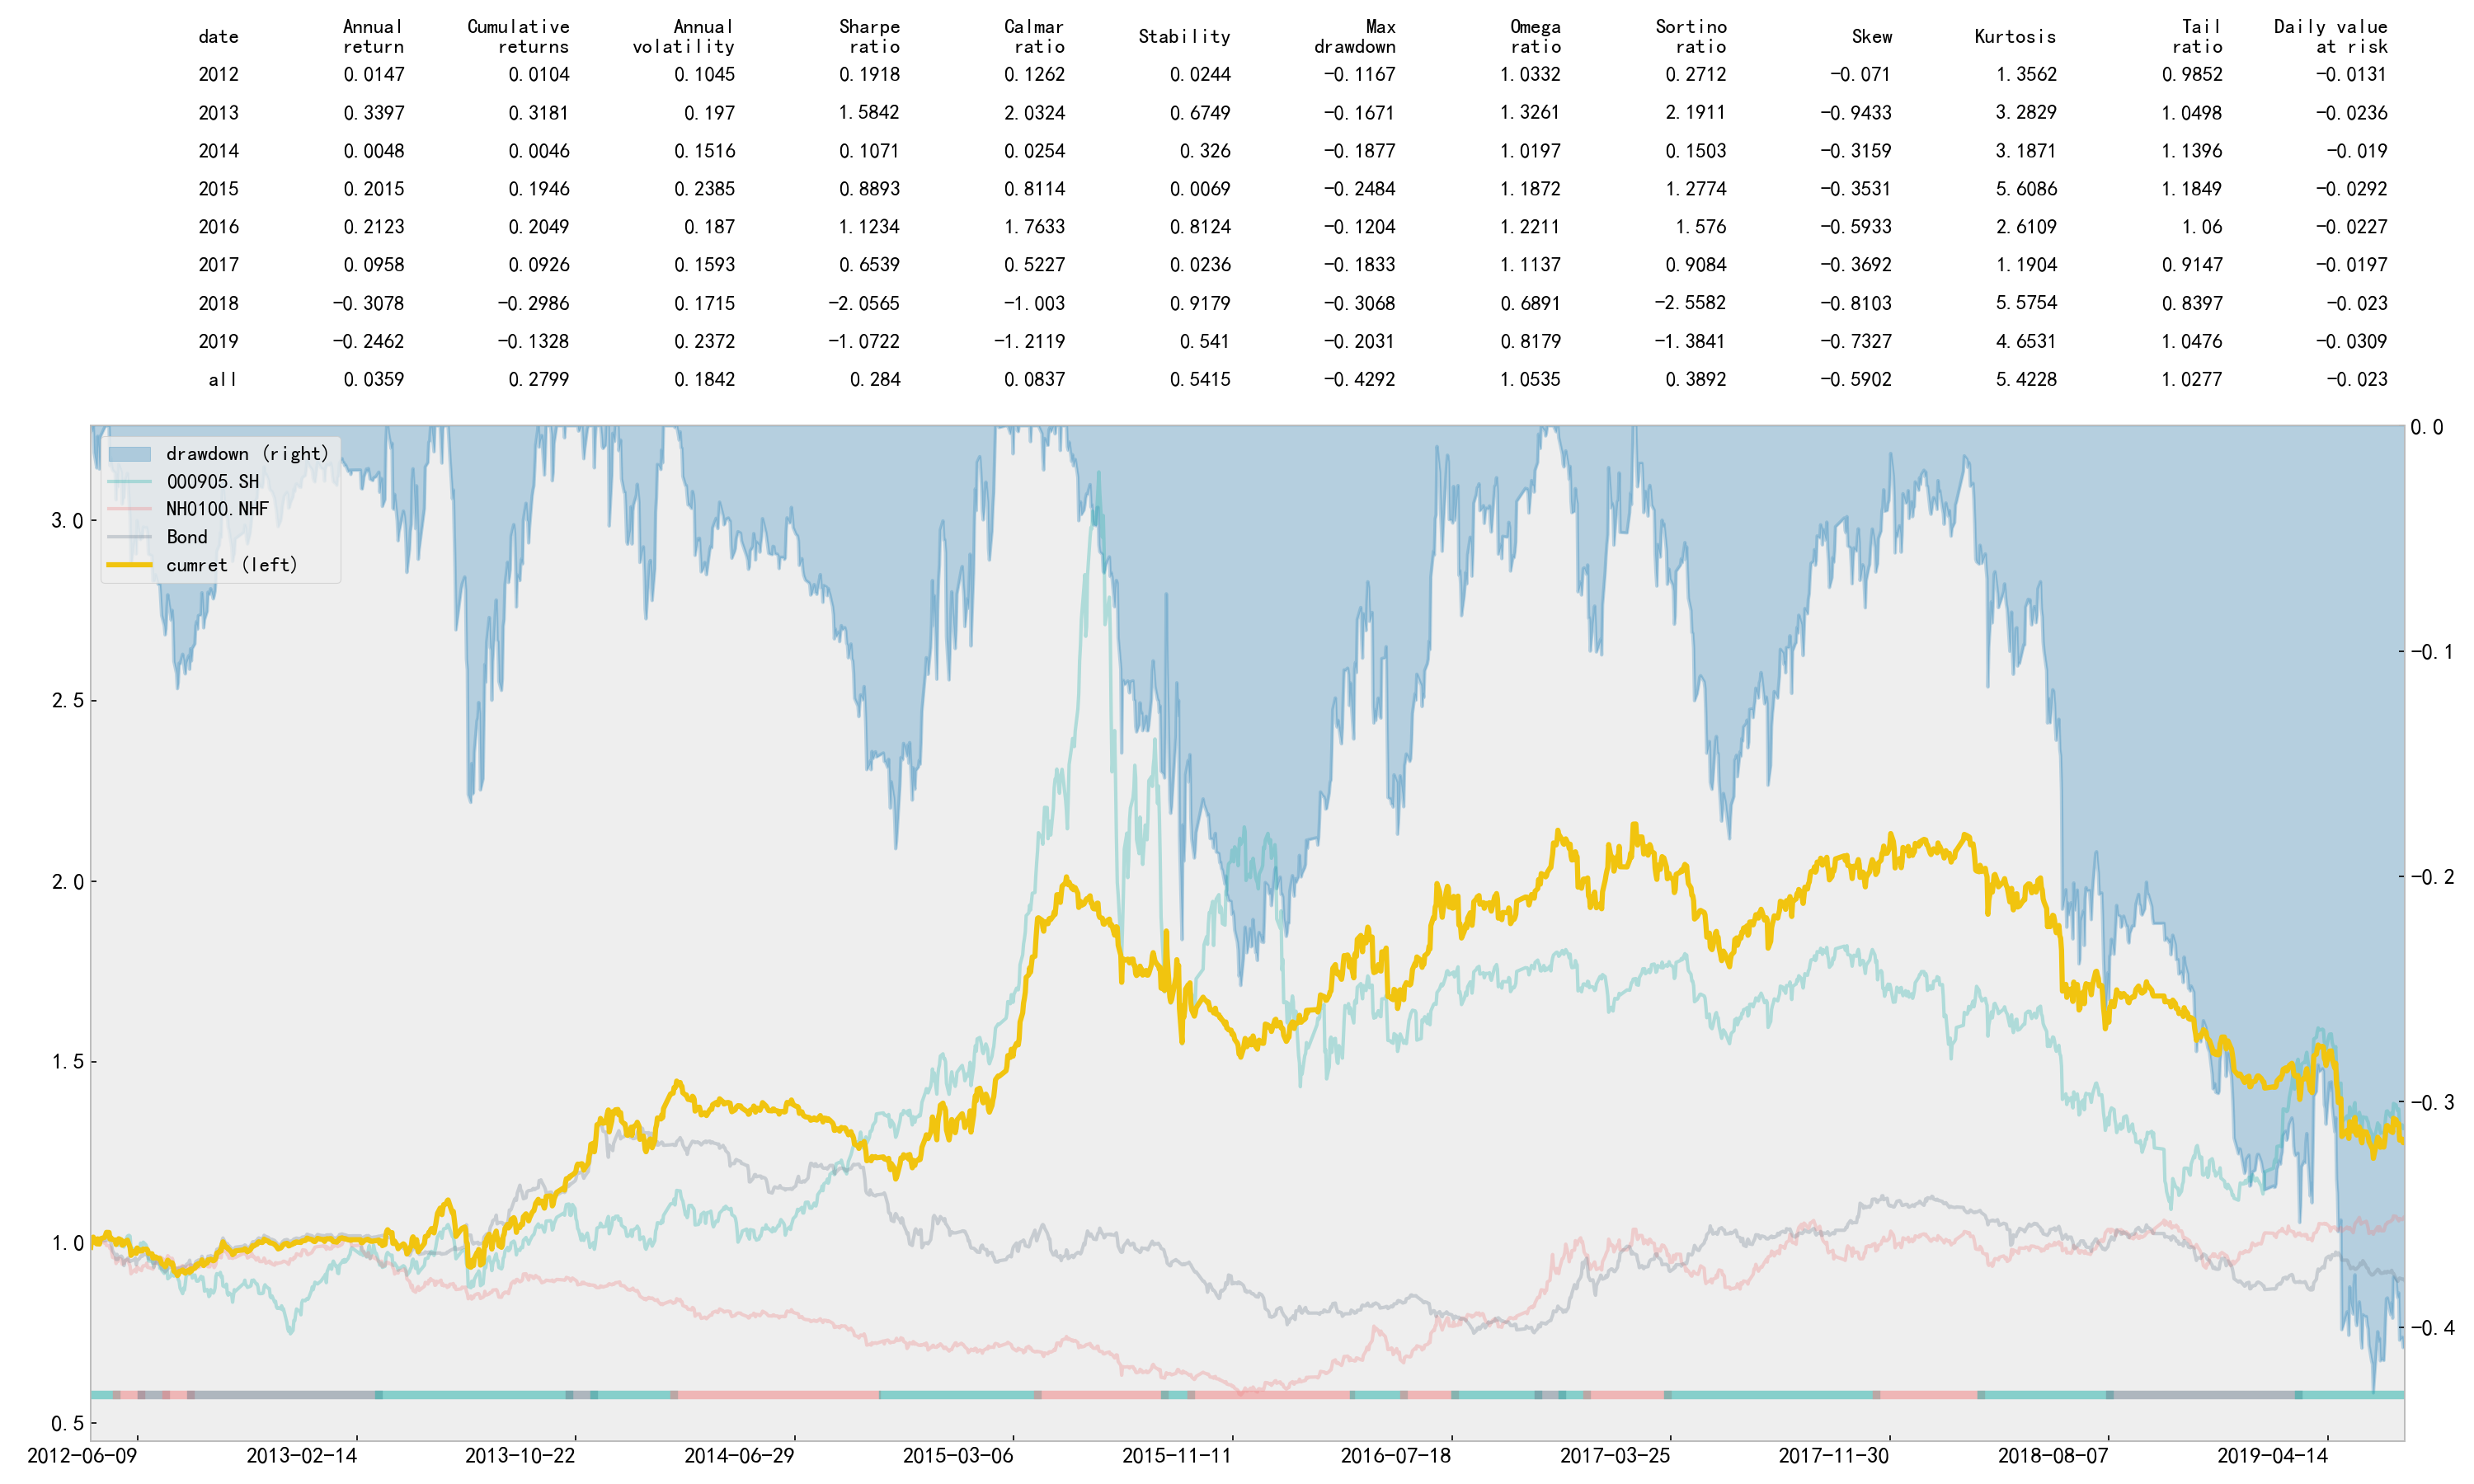 date Annual return Cumulative returns Annual volatility Sharpe ratio Calmar ratio Stability Max drawdown Omega ratio Sortino ratio Skew Kurtosis Tail ratio Daily value at risk
2012 0.0147 0.0104 0.1045 0.1918 0.1262 0.0244 -0.1167 1.0332 0.2712 -0.071 1.3562 0.9852 -0.0131
2013 0.3397 0.3181 0.197 1.5842 2.0324 0.6749 -0.1671 1.3261 2.1911 -0.9433 3.2829 1.0498 -0.0236
2014 0.0048 0.0046 0.1516 0.1071 0.0254 0.326 -0.1877 1.0197 0.1503 -0.3159 3.1871 1.1396 -0.019
2015 0.2015 0.1946 0.2385 0.8893 0.8114 0.0069 -0.2484 1.1872 1.2774 -0.3531 5.6086 1.1849 -0.0292
2016 0.2123 0.2049 0.187 1.1234 1.7633 0.8124 -0.1204 1.2211 1.576 -0.5933 2.6109 1.06 -0.0227
2017 0.0958 0.0926 0.1593 0.6539 0.5227 0.0236 -0.1833 1.1137 0.9084 -0.3692 1.1904 0.9147 -0.0197
2018 -0.3078 -0.2986 0.1715 -2.0565 -1.003 0.9179 -0.3068 0.6891 -2.5582 -0.8103 5.5754 0.8397 -0.023
2019 -0.2462 -0.1328 0.2372 -1.0722 -1.2119 0.541 -0.2031 0.8179 -1.3841 -0.7327 4.6531 1.0476 -0.0309
all 0.0359 0.2799 0.1842 0.284 0.0837 0.5415 -0.4292 1.0535 0.3892 -0.5902 5.4228 1.0277 -0.023
drawdown (right)
000905.SH
NH0100.NHF
Bond
cumret (left)
3.0
2.5
2.0
1.5
1.0
0.5
0.0
-0.1
-0.2
-0.3
-0.4
2012-06-09 2013-02-14 2013-10-22 2014-06-29 2015-03-06 2015-11-11 2016-07-18 2017-03-25 2017-11-30 2018-08-07 2019-04-14